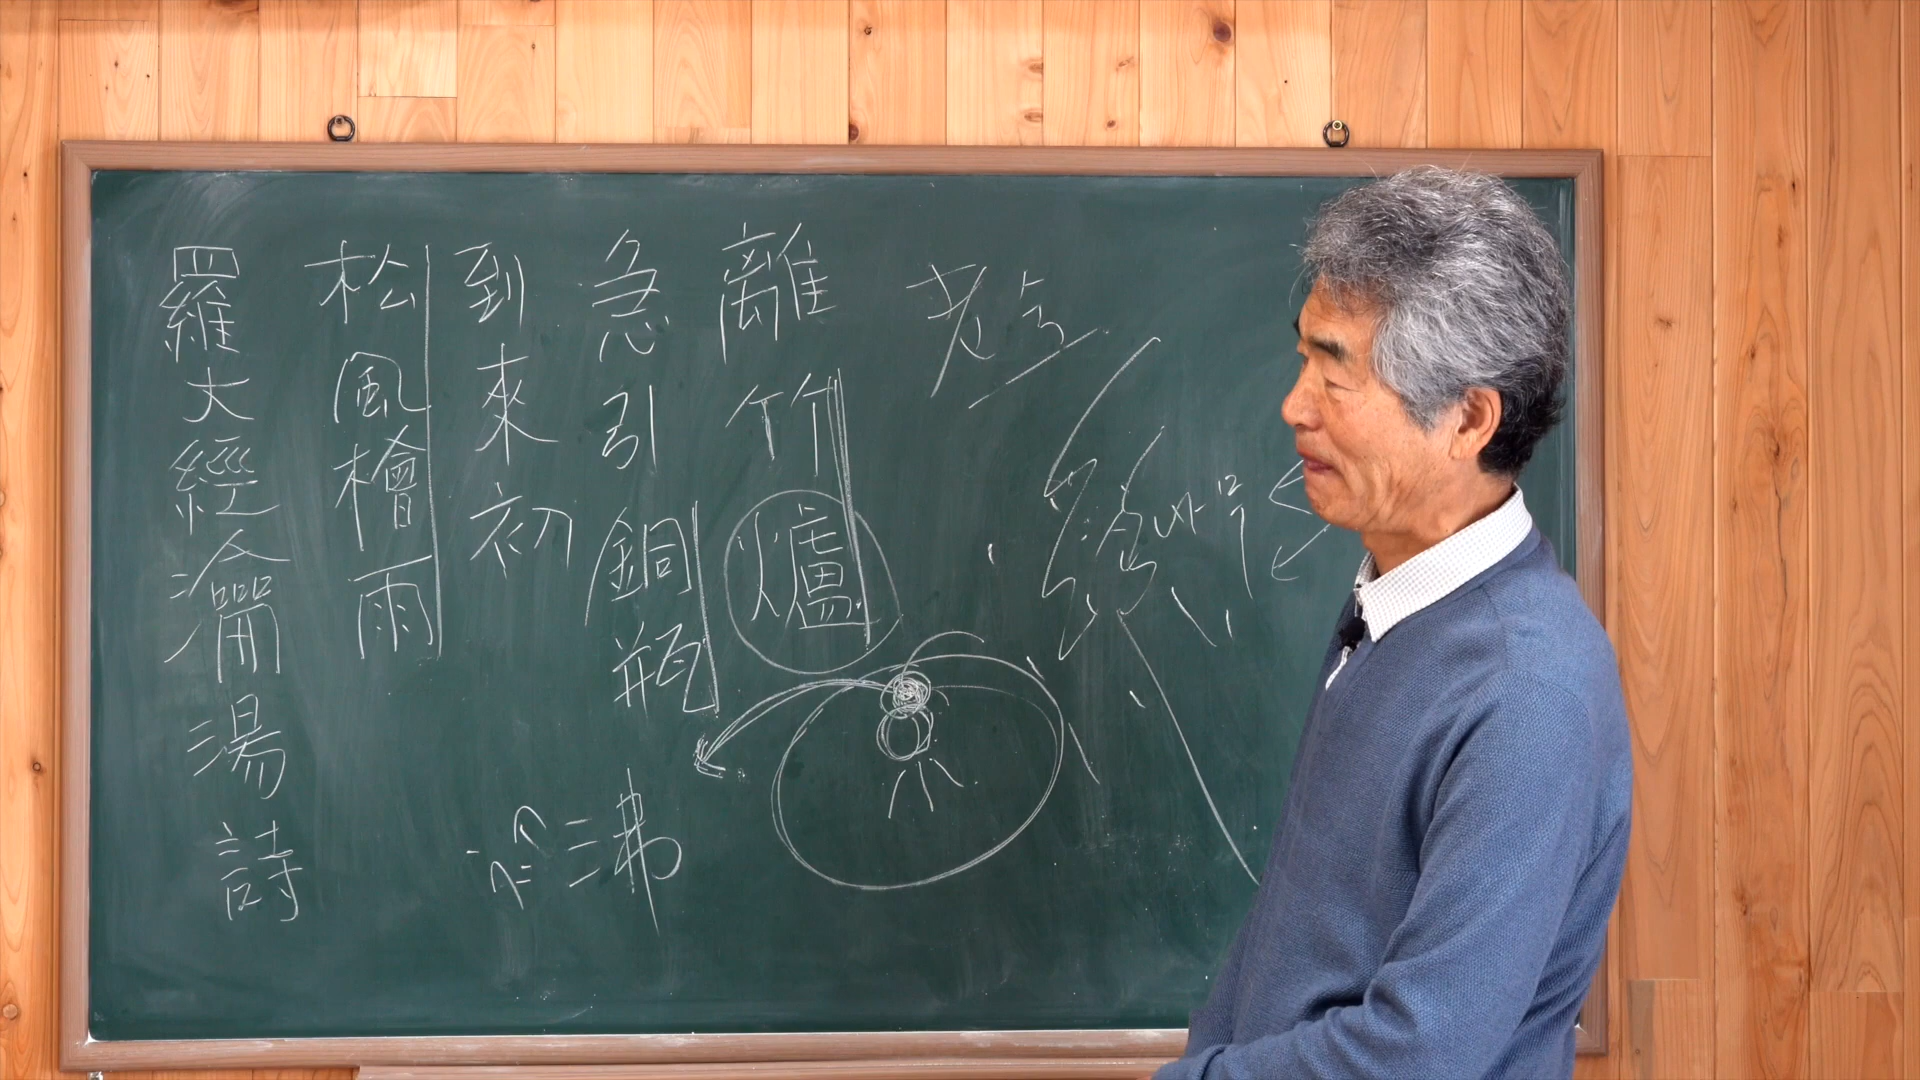 羅大經瀹湯詩
松風檜雨
到來初
急引銅瓶
離竹爐
老
沸